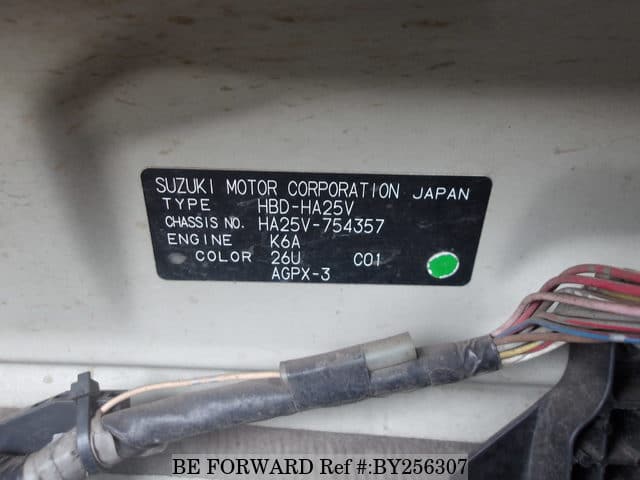 SUZUKI MOTOR CORPORATION JAPAN
TYPE HBD-HA25V
CHASSIS NO. HA25V-754357
ENGINE K6A
COLOR 26U C01
AGPX-3
BE FORWARD Ref #:BY256307